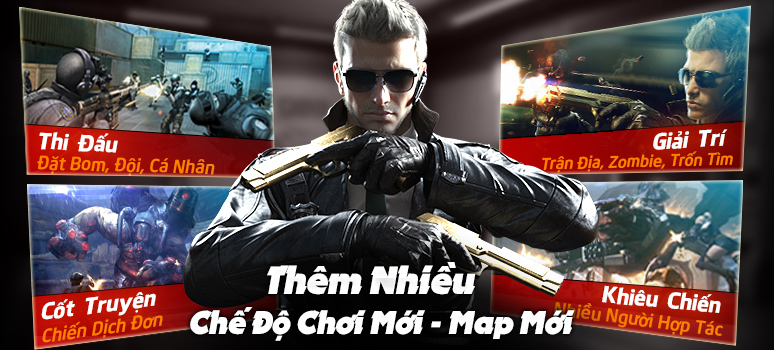 Thi Đấu
Đặt Bom, Đội, Cá Nhân
Giải Trí
Trận Địa, Zombie, Trốn Tìm
Cốt Truyện
Chiến Dịch Đơn
Khiêu Chiến
Nhiều Người Hợp Tác
Thêm Nhiều
Chế Độ Chơi Mới - Map Mới